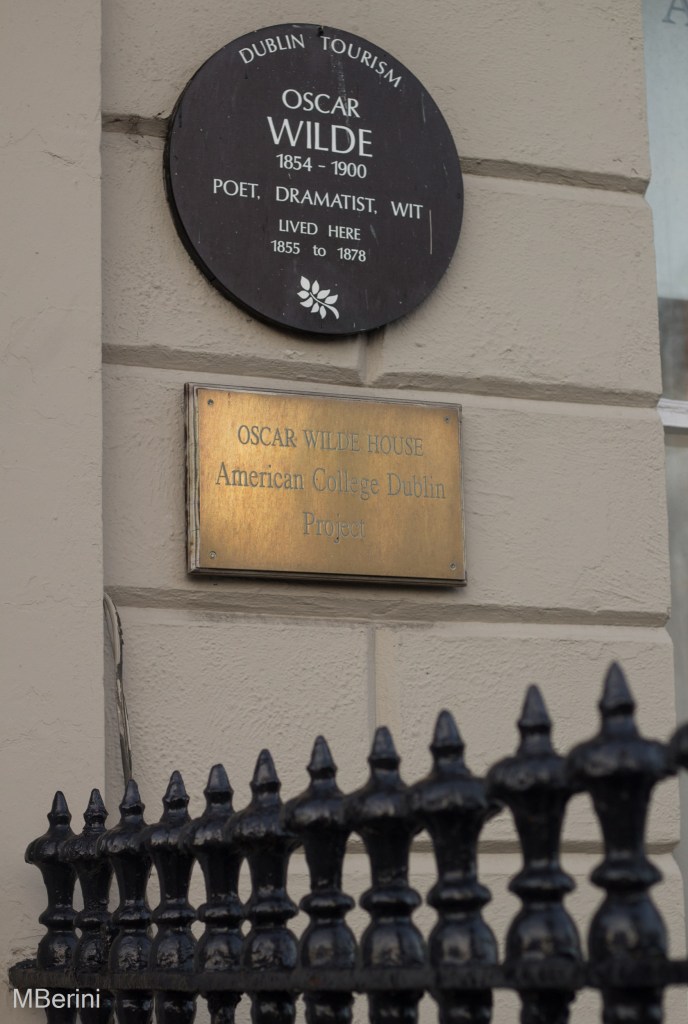 DUBLIN TOURISM
OSCAR
WILDE
1854 - 1900
POET, DRAMATIST, WIT
LIVED HERE
1855 to 1878
OSCAR WILDE HOUSE
American College Dublin
Project
MBerini